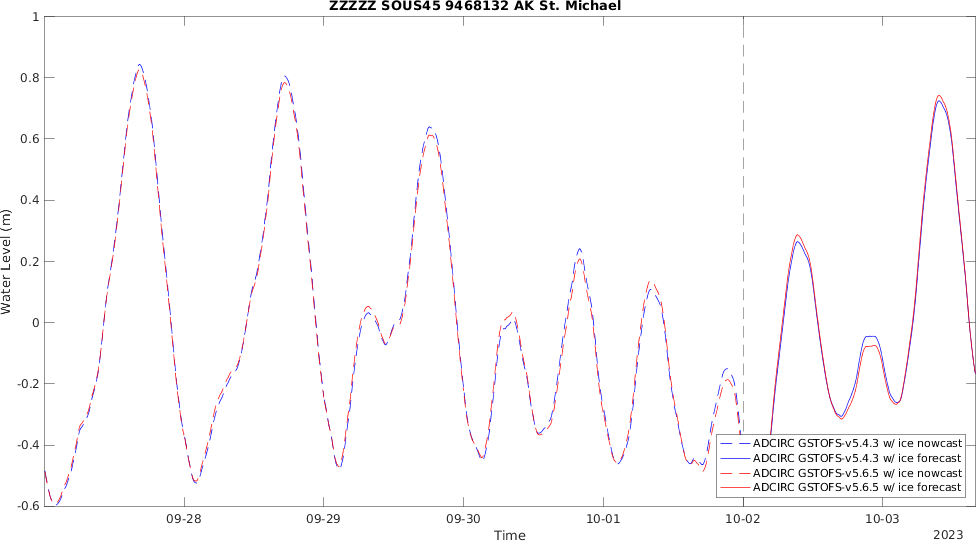 ZZZZZ SOUS45 9468132 AK St. Michael
Water Level (m)
1
0.8
0.6
0.4
0.2
0
-0.2
-0.4
-0.6
ADCIRC GSTOFS-v5.4.3 w/ ice nowcast
ADCIRC GSTOFS-v5.4.3 w/ ice forecast
ADCIRC GSTOFS-v5.6.5 w/ ice nowcast
ADCIRC GSTOFS-v5.6.5 w/ ice forecast
09-28 09-29 09-30 10-01 10-02 10-03
Time
2023